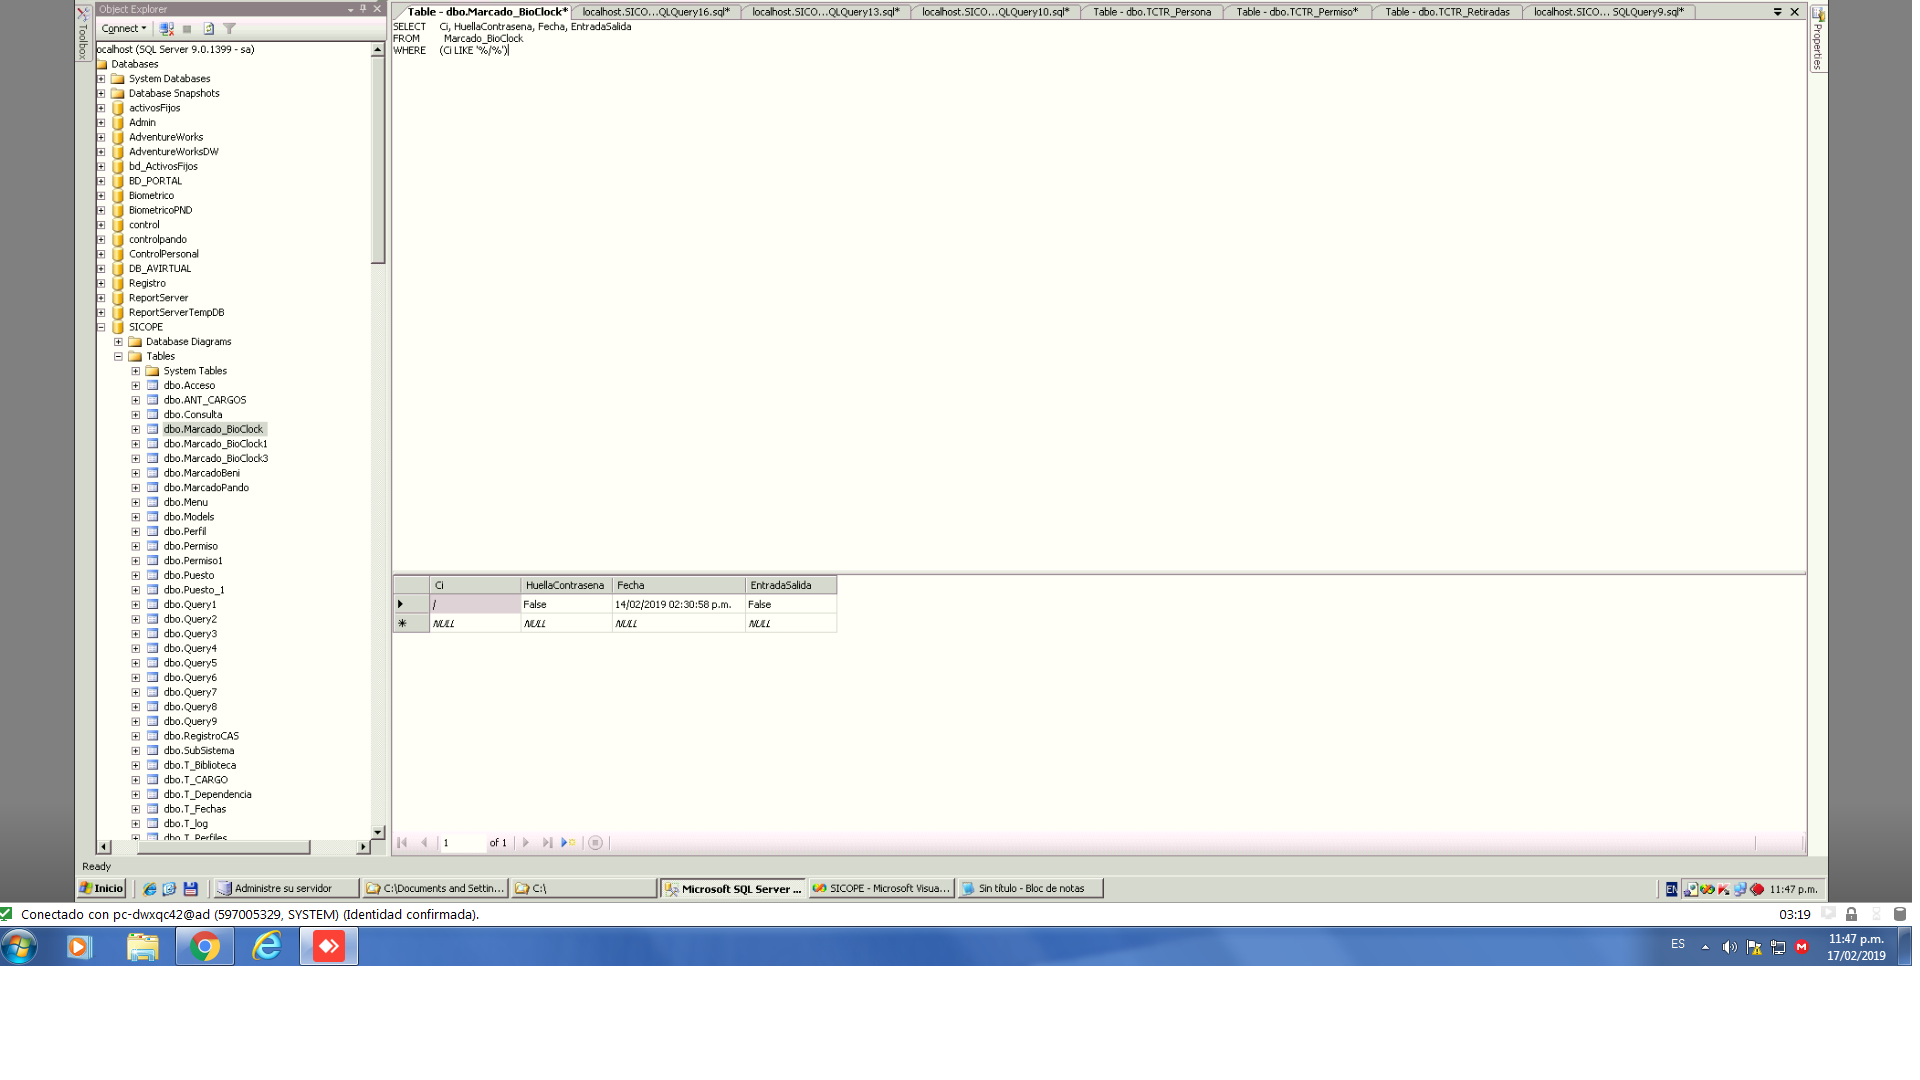 Object Explorer
Connect
ocalhost (SQL Server 9.0.1399 - sa)
Databases
System Databases
Database Snapshots
activosFijos
Admin
AdventureWorks
AdventureWorksDW
bd_ActivosFijos
BD_PORTAL
Biometrico
BiometricoPND
control
controlpando
ControlPersonal
DB_AVIRTUAL
Registro
ReportServer
ReportServerTempDB
SICOPE
Database Diagrams
Tables
System Tables
dbo.Acceso
dbo.ANT_CARGOS
dbo.Consulta
dbo.Marcado_BioClock
dbo.Marcado_BioClock1
dbo.Marcado_BioClock3
dbo.MarcadoBeni
dbo.MarcadoPando
dbo.Menu
dbo.Models
dbo.Perfil
dbo.Permiso
dbo.Permiso1
dbo.Puesto
dbo.Puesto_1
dbo.Query1
dbo.Query2
dbo.Query3
dbo.Query4
dbo.Query5
dbo.Query6
dbo.Query7
dbo.Query8
dbo.Query9
dbo.RegistroCAS
dbo.SubSistema
dbo.T_Biblioteca
dbo.T_CARGO
dbo.T_Dependencia
dbo.T_Fechas
dbo.T_log
dbo.T_Perfiles
Toolbox
Table - dbo.Marcado_BioClock* localhost.SICO...QLQuery16.sql* localhost.SICO...QLQuery13.sql* localhost.SICO...QLQuery10.sql* Table - dbo.TCTR_Persona Table - dbo.TCTR_Permiso* Table - dbo.TCTR_Retiradas localhost.SICO... SQLQuery9.sql*
Properties
SELECT Ci, HuellaContrasena, Fecha, EntradaSalida
FROM Marcado_BioClock
WHERE (Ci LIKE '%/%')
Ci HuellaContrasena Fecha EntradaSalida
/ False 14/02/2019 02:30:58 p.m. False
NULL NULL NULL NULL
1 of 1
Ready
Inicio Administre su servidor C:\Documents and Settin... C:\ Microsoft SQL Server ... SICOPE - Microsoft Visua... Sin título - Bloc de notas EN 11:47 p.m.
Conectado con pc-dwxqc42@ad (597005329, SYSTEM) (Identidad confirmada). 03:19
ES 11:47 p.m.
17/02/2019